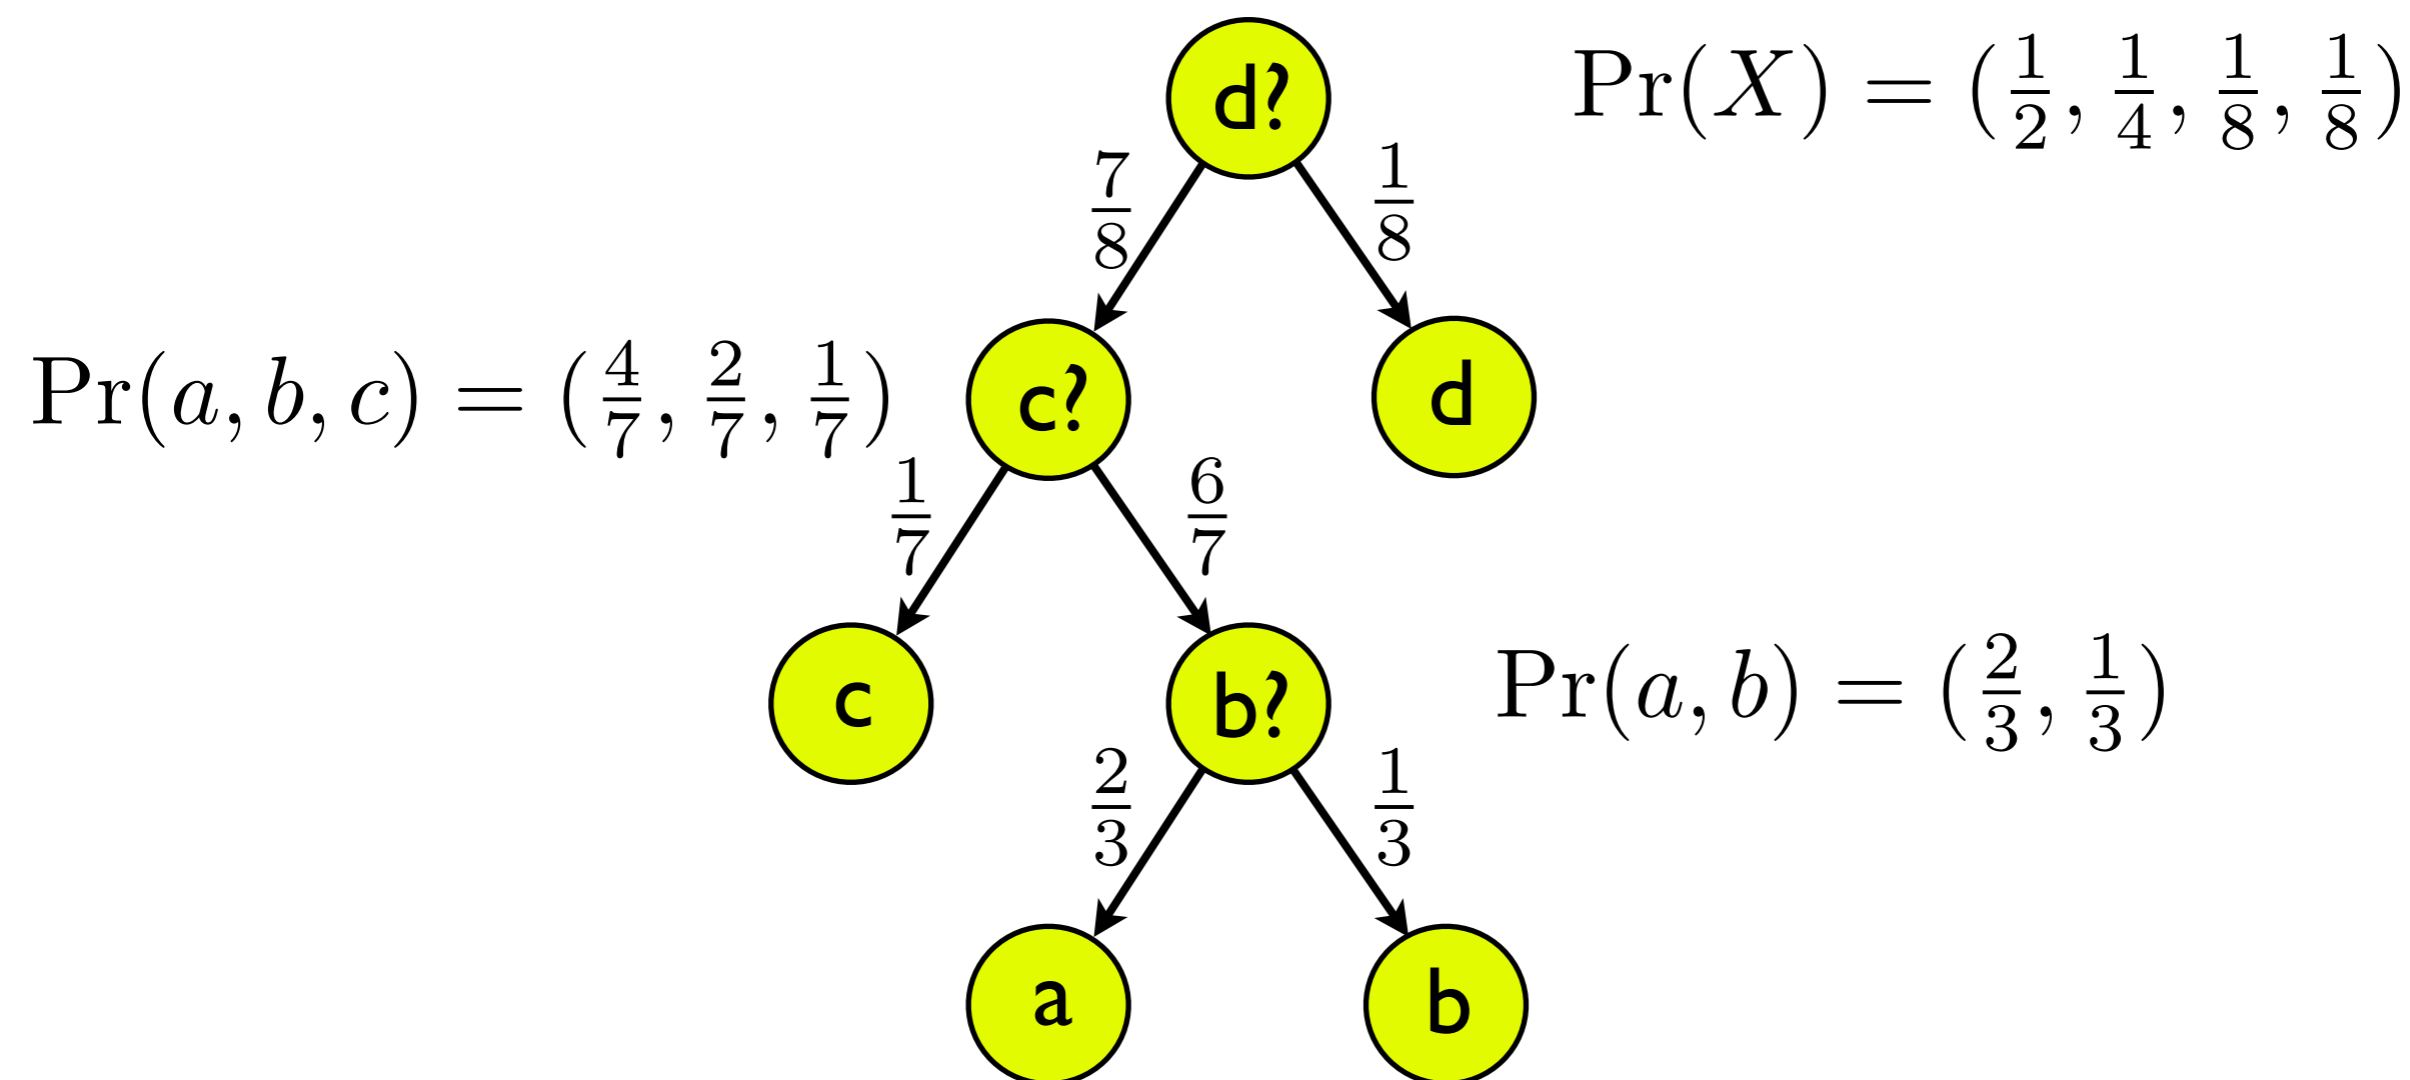 d?
Pr(X) = (1/2, 1/4, 1/8, 1/8)
7/8
1/8
Pr(a, b, c) = (4/7, 2/7, 1/7)
c?
d
1/7
6/7
c
b?
Pr(a, b) = (2/3, 1/3)
2/3
1/3
a
b